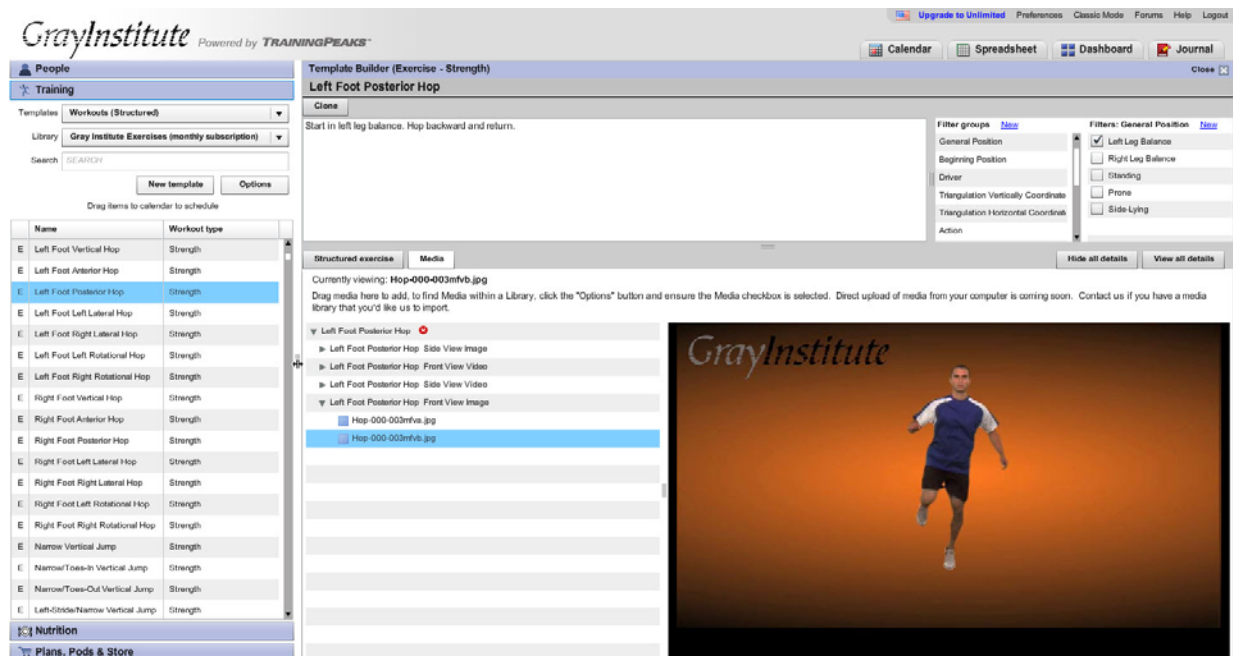 Upgrade to Unlimited Preferences Classic Mode Forums Help Logout
GrayInstitute Powered by TRAININGPEAKS
Calendar Spreadsheet Dashboard Journal
People
Training
Templates Workouts (Structured)
Library Gray Institute Exercises (monthly subscription)
Search SEARCH
New template Options
Drag items to calendar to schedule
Name Workout type
E Left Foot Vertical Hop Strength
E Left Foot Anterior Hop Strength
E Left Foot Posterior Hop Strength
E Left Foot Left Lateral Hop Strength
E Left Foot Right Lateral Hop Strength
E Left Foot Left Rotational Hop Strength
E Left Foot Right Rotational Hop Strength
E Right Foot Vertical Hop Strength
E Right Foot Anterior Hop Strength
E Right Foot Posterior Hop Strength
E Right Foot Left Lateral Hop Strength
E Right Foot Right Lateral Hop Strength
E Right Foot Left Rotational Hop Strength
E Right Foot Right Rotational Hop Strength
E Narrow Vertical Jump Strength
E Narrow/Toes-In Vertical Jump Strength
E Narrow/Toes-Out Vertical Jump Strength
E Left-Stride/Narrow Vertical Jump Strength
Nutrition
Plans, Pods & Store
Template Builder (Exercise - Strength) Close
Left Foot Posterior Hop
Clone
Start in left leg balance. Hop backward and return.
Filter groups New
General Position
Beginning Position
Driver
Triangulation Vertically Coordinate
Triangulation Horizontal Coordinat
Action
Filters: General Position New
Left Leg Balance
Right Leg Balance
Standing
Prone
Side-Lying
Structured exercise Media Hide all details View all details
Currently viewing: Hop-000-003mfvb.jpg
Drag media here to add, to find Media within a Library, click the "Options" button and ensure the Media checkbox is selected. Direct upload of media from your computer is coming soon. Contact us if you have a media
library that you'd like us to import.
Left Foot Posterior Hop
Left Foot Posterior Hop Side View Image
Left Foot Posterior Hop Front View Video
Left Foot Posterior Hop Side View Video
Left Foot Posterior Hop Front View Image
Hop-000-003mfva.jpg
Hop-000-003mfvb.jpg
GrayInstitute